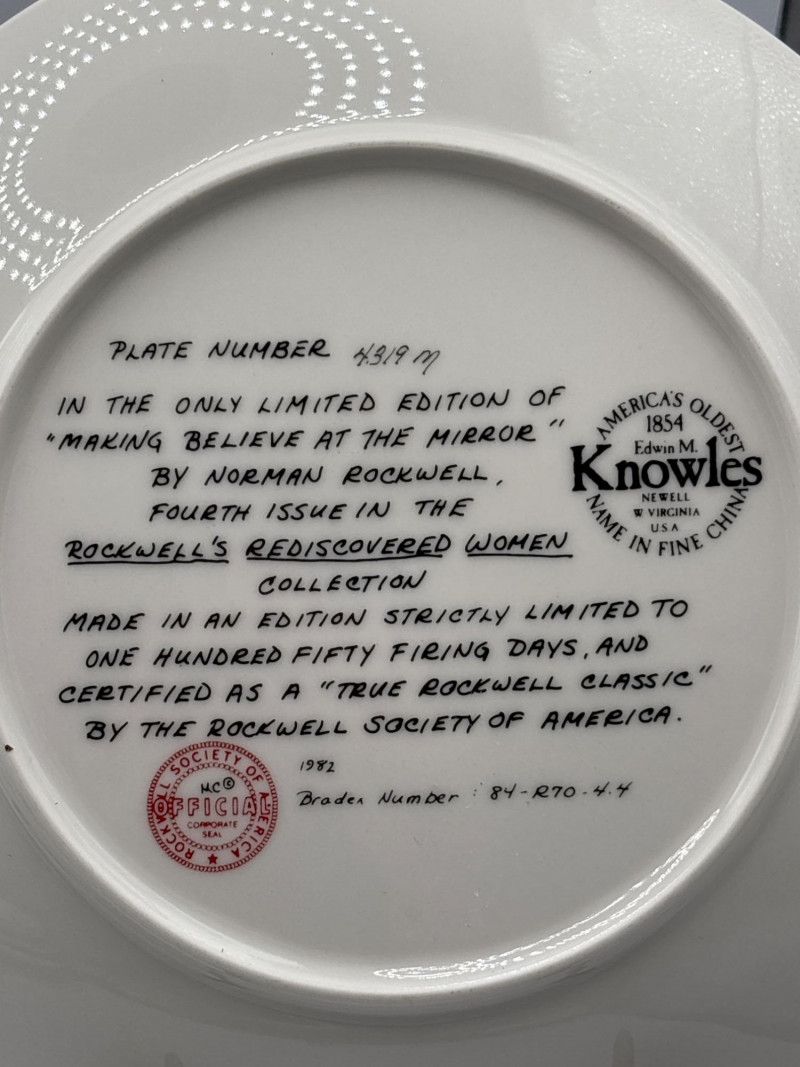 PLATE NUMBER 4319 M
IN THE ONLY LIMITED EDITION OF
"MAKING BELIEVE AT THE MIRROR"
BY NORMAN ROCKWELL,
FOURTH ISSUE IN THE
ROCKWELL'S REDISCOVERED WOMEN
COLLECTION
MADE IN AN EDITION STRICTLY LIMITED TO
ONE HUNDRED FIFTY FIRING DAYS, AND
CERTIFIED AS A "TRUE ROCKWELL CLASSIC"
BY THE ROCKWELL SOCIETY OF AMERICA.
AMERICA'S OLDEST
1854
Edwin M.
Knowles
NEWELL
W VIRGINIA
USA
NAME IN FINE CHINA
ROCKWELL SOCIETY OF AMERICA
M.C©
OFFICIAL
CORPORATE
SEAL
1982
Bradex Number: 84-R70-4.4